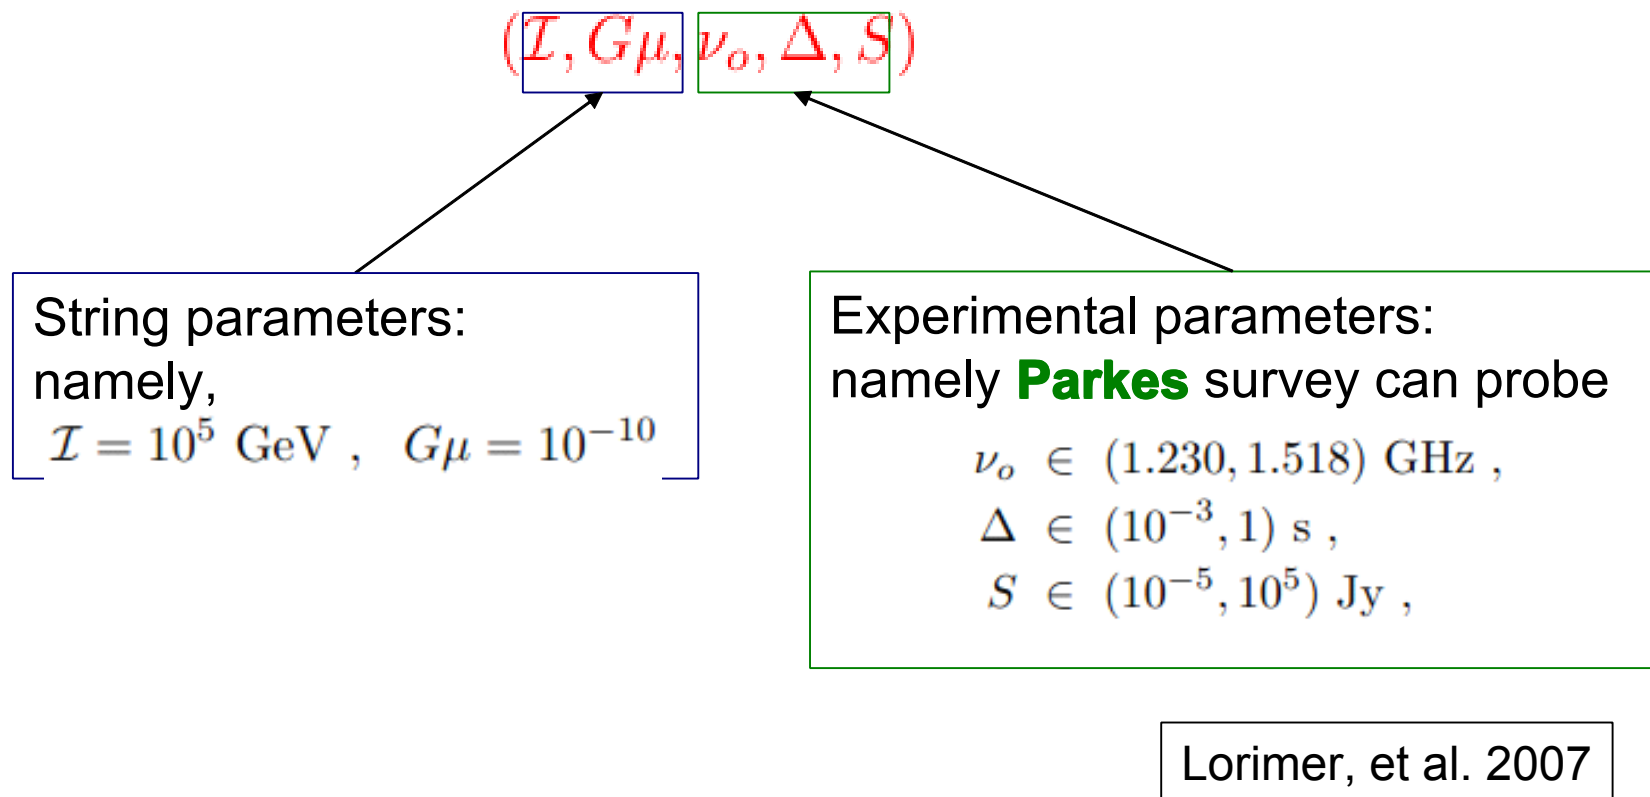 (ℐ, Gμ, ν_o, Δ, S)
String parameters:
namely,
ℐ = 10^5 GeV , Gμ = 10^{-10}
Experimental parameters:
namely Parkes survey can probe
ν_o ∈ (1.230, 1.518) GHz ,
Δ ∈ (10^{-3}, 1) s ,
S ∈ (10^{-5}, 10^5) Jy ,
Lorimer, et al. 2007